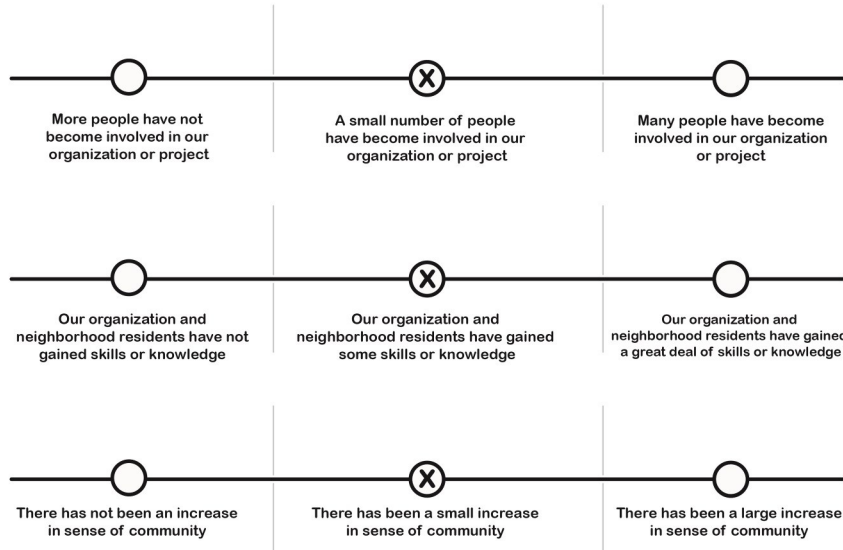 X
More people have not
become involved in our
organization or project
A small number of people
have become involved in our
organization or project
Many people have become
involved in our organization
or project
X
Our organization and
neighborhood residents have not
gained skills or knowledge
Our organization and
neighborhood residents have gained
some skills or knowledge
Our organization and
neighborhood residents have gained
a great deal of skills or knowledge
X
There has not been an increase
in sense of community
There has been a small increase
in sense of community
There has been a large increase
in sense of community